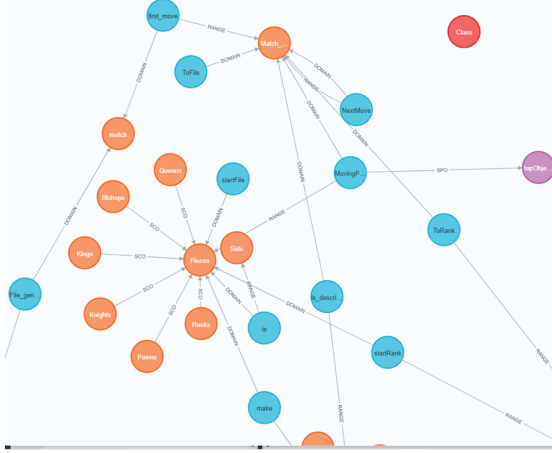 first_move
RANGE
Match_...
Class
DOMAIN
ToFile
DOMAIN
DOMAIN
RANGE
NextMove
DOMAIN
DOMAIN
match
DOMAIN
Queens
startFile
MovingP...
SPO
topObje...
DOMAIN
Bishops
SCO
DOMAIN
DOMAIN
RANGE
ToRank
SCO
Kings
SCO
Pieces
Side
File_gen...
SCO
SCO
DOMAIN
RANGE
DOMAIN
is_descri...
Knights
SCO
Rooks
is
DOMAIN
startRank
RANGE
Pawns
make
RANGE
RANGE